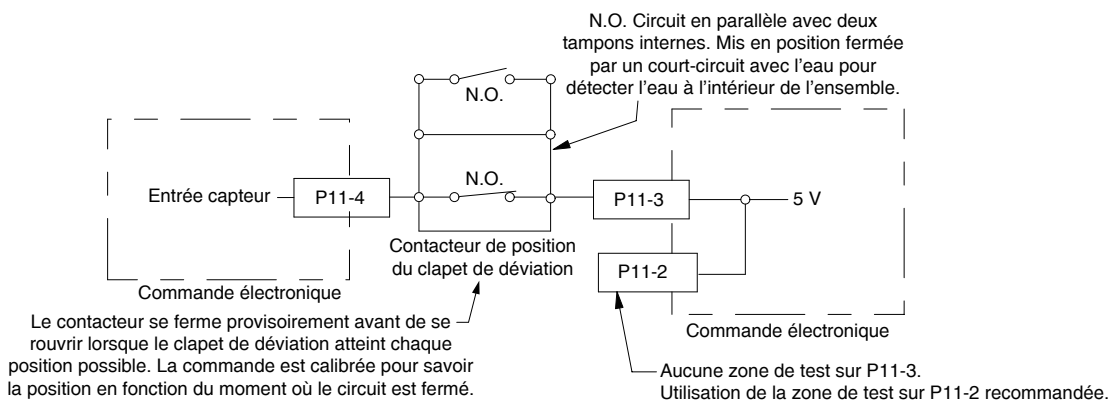 N.O. Circuit en parallèle avec deux
tampons internes. Mis en position fermée
par un court-circuit avec l'eau pour
détecter l'eau à l'intérieur de l'ensemble.
N.O.
Entrée capteur
P11-4
N.O.
P11-3
5 V
Contacteur de position
du clapet de déviation
P11-2
Commande électronique
Commande électronique
Le contacteur se ferme provisoirement avant de se
rouvrir lorsque le clapet de déviation atteint chaque
position possible. La commande est calibrée pour savoir
la position en fonction du moment où le circuit est fermé.
Aucune zone de test sur P11-3.
Utilisation de la zone de test sur P11-2 recommandée.